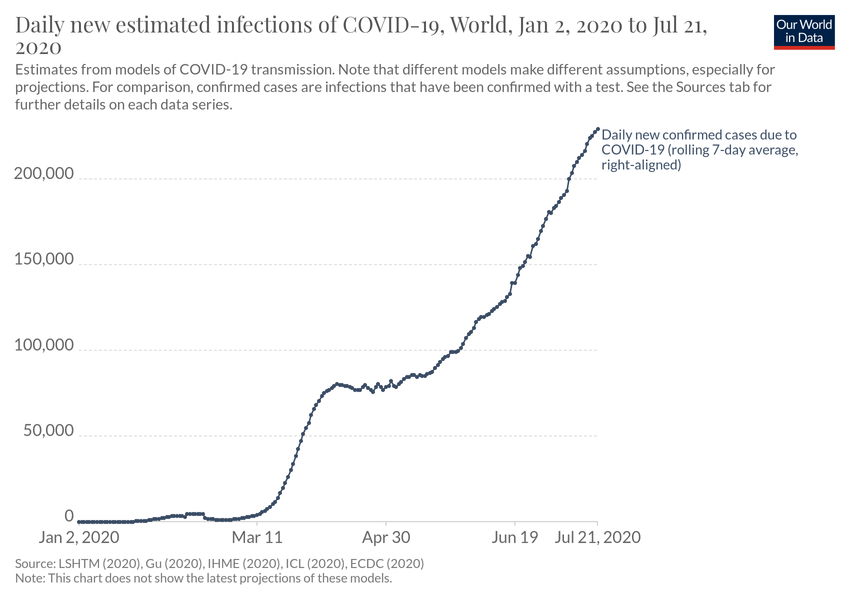 Daily new estimated infections of COVID-19, World, Jan 2, 2020 to Jul 21,
2020
Our World
in Data
Estimates from models of COVID-19 transmission. Note that different models make different assumptions, especially for
projections. For comparison, confirmed cases are infections that have been confirmed with a test. See the Sources tab for
further details on each data series.
Daily new confirmed cases due to
COVID-19 (rolling 7-day average,
right-aligned)
200,000
150,000
100,000
50,000
0
Jan 2, 2020
Mar 11
Apr 30
Jun 19
Jul 21, 2020
Source: LSHTM (2020), Gu (2020), IHME (2020), ICL (2020), ECDC (2020)
Note: This chart does not show the latest projections of these models.